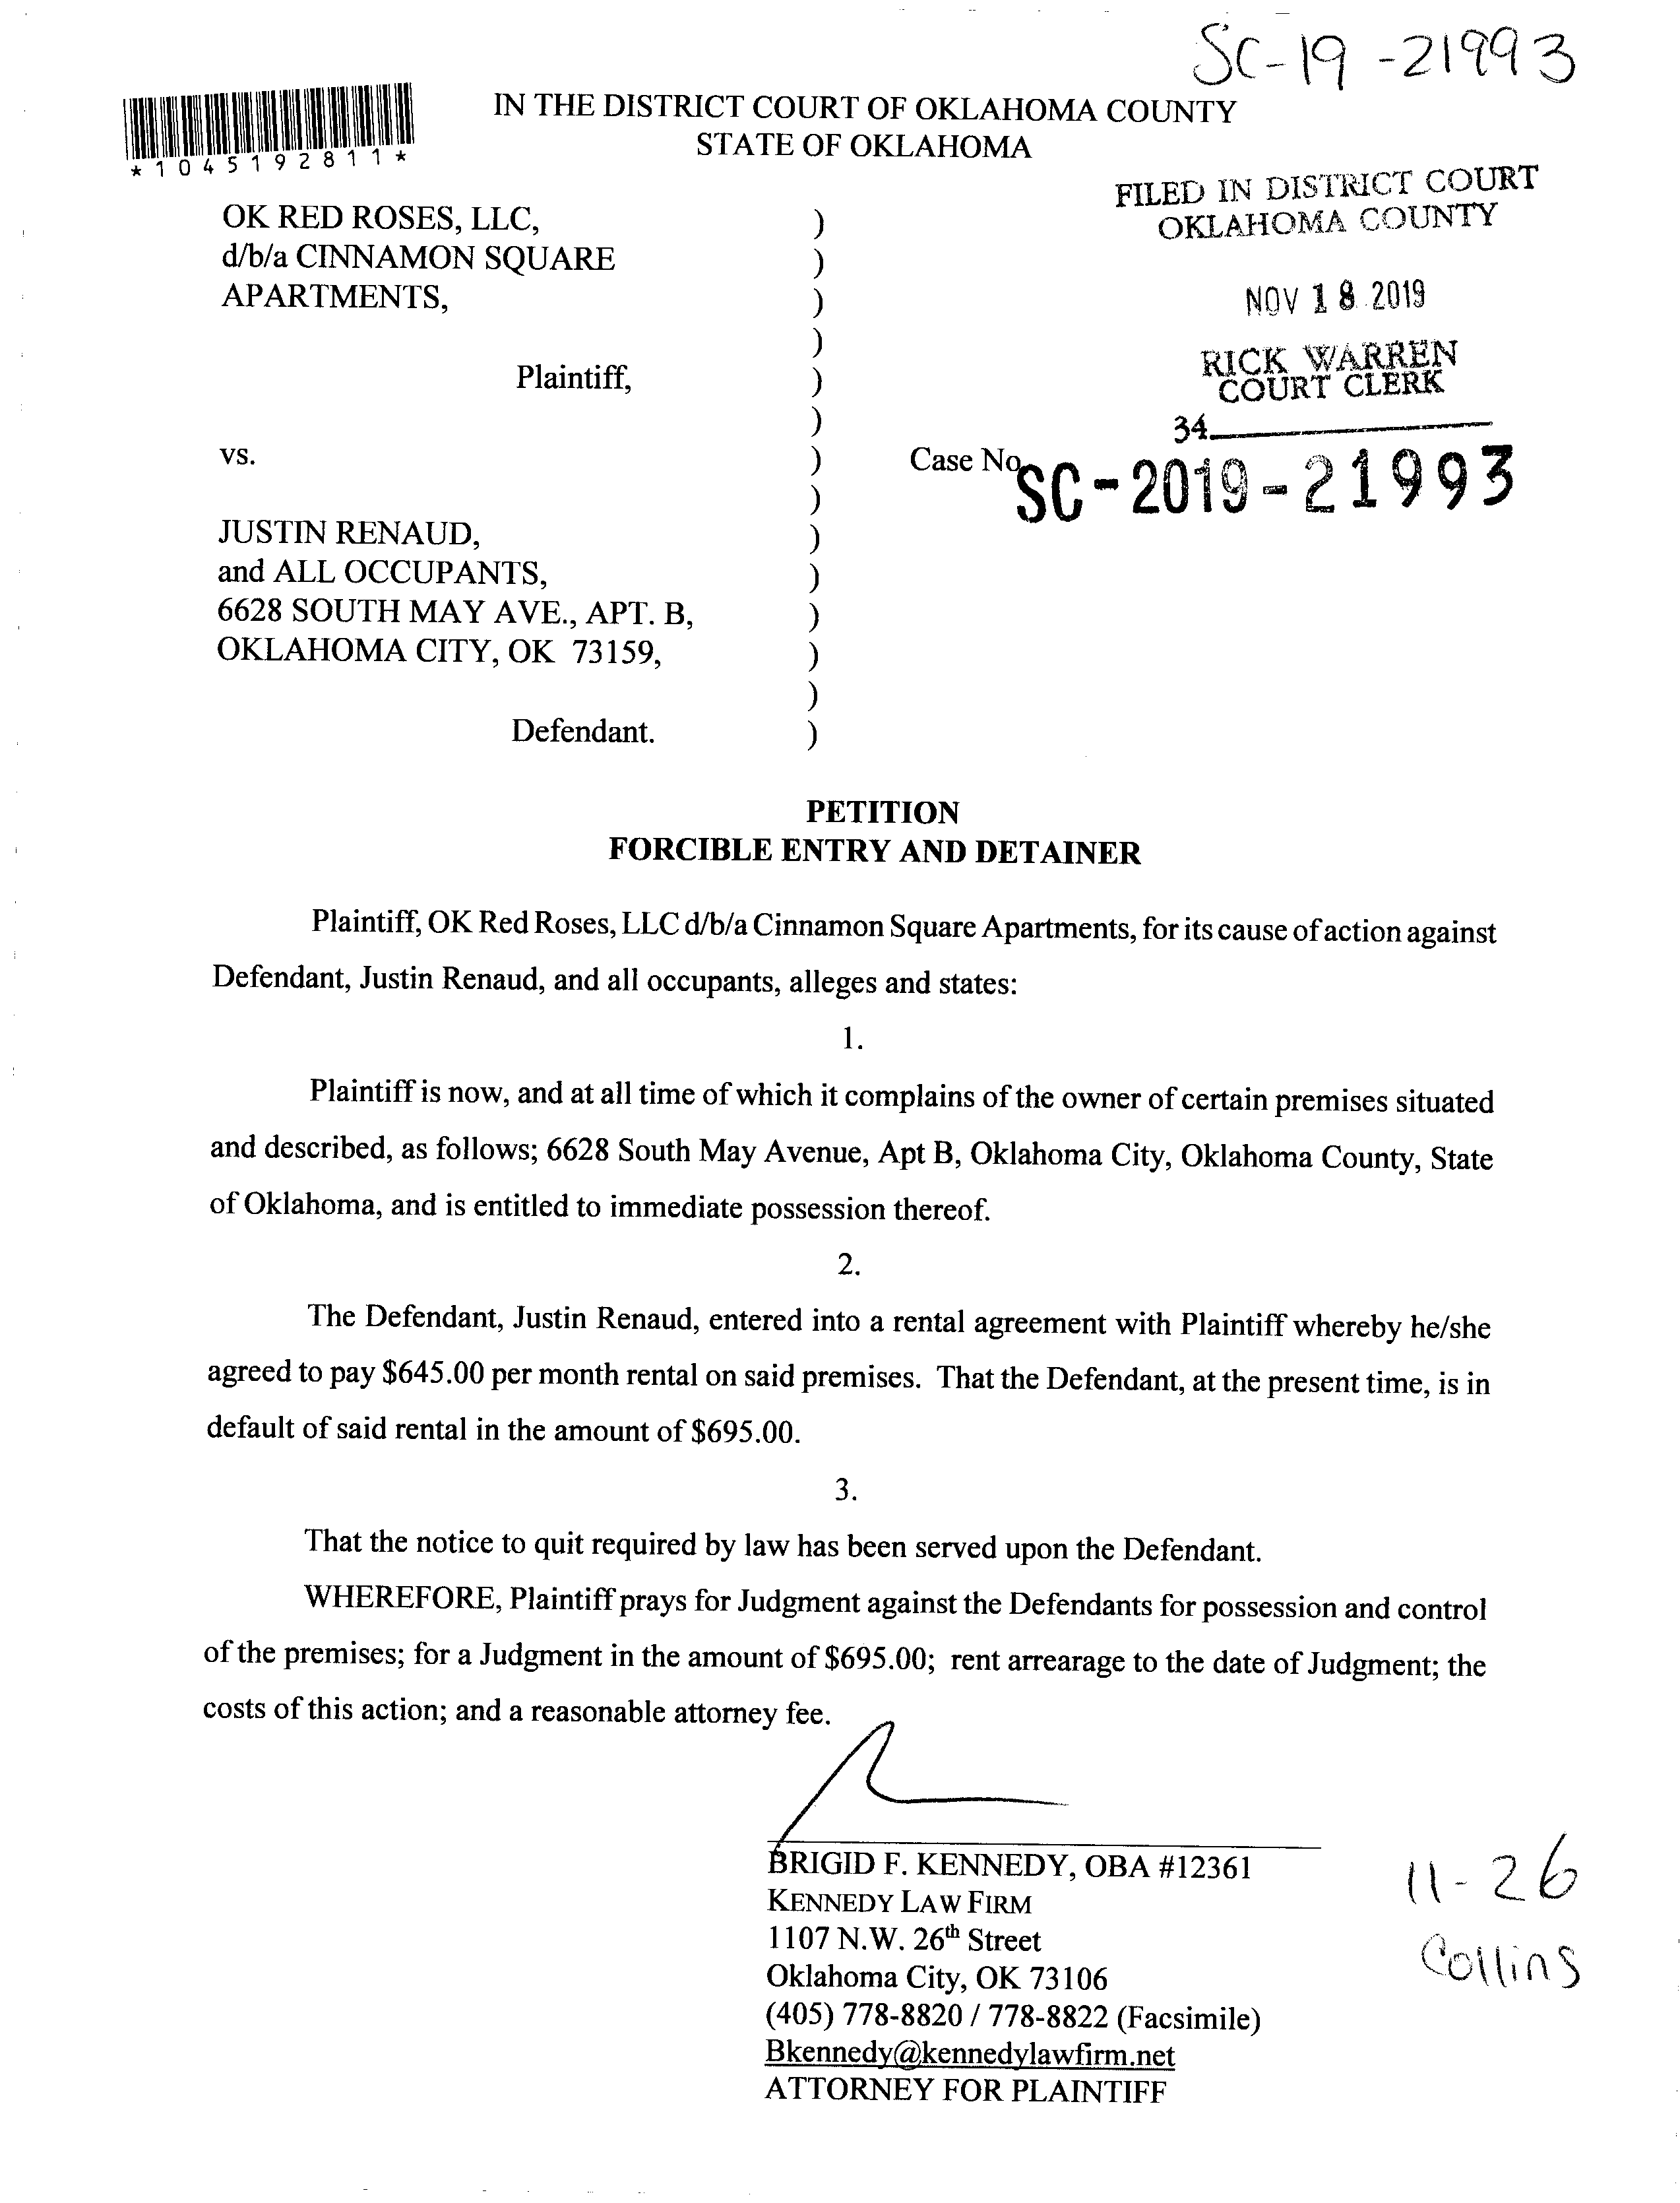 SC-19-21993
IN THE DISTRICT COURT OF OKLAHOMA COUNTY
STATE OF OKLAHOMA
*1045192811*
FILED IN DISTRICT COURT
OKLAHOMA COUNTY
OK RED ROSES, LLC, )
d/b/a CINNAMON SQUARE )
APARTMENTS, )
NOV 18 2019
)
RICK WARREN
COURT CLERK
Plaintiff, )
)
34
vs. ) Case No.
SC-2019-21993
)
JUSTIN RENAUD, )
and ALL OCCUPANTS, )
6628 SOUTH MAY AVE., APT. B, )
OKLAHOMA CITY, OK 73159, )
)
Defendant. )
PETITION
FORCIBLE ENTRY AND DETAINER
Plaintiff, OK Red Roses, LLC d/b/a Cinnamon Square Apartments, for its cause of action against
Defendant, Justin Renaud, and all occupants, alleges and states:
1.
Plaintiff is now, and at all time of which it complains of the owner of certain premises situated
and described, as follows; 6628 South May Avenue, Apt B, Oklahoma City, Oklahoma County, State
of Oklahoma, and is entitled to immediate possession thereof.
2.
The Defendant, Justin Renaud, entered into a rental agreement with Plaintiff whereby he/she
agreed to pay $645.00 per month rental on said premises. That the Defendant, at the present time, is in
default of said rental in the amount of $695.00.
3.
That the notice to quit required by law has been served upon the Defendant.
WHEREFORE, Plaintiff prays for Judgment against the Defendants for possession and control
of the premises; for a Judgment in the amount of $695.00; rent arrearage to the date of Judgment; the
costs of this action; and a reasonable attorney fee.
BRIGID F. KENNEDY, OBA #12361
KENNEDY LAW FIRM
1107 N.W. 26th Street
Oklahoma City, OK 73106
(405) 778-8820 / 778-8822 (Facsimile)
Bkennedy@kennedylawfirm.net
ATTORNEY FOR PLAINTIFF
11-26
Collins